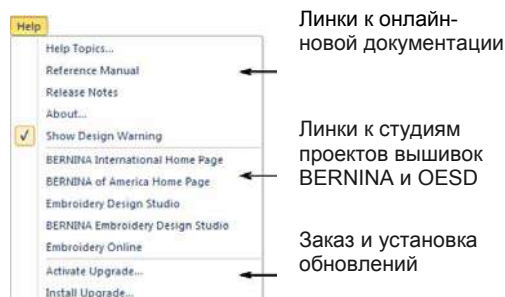 Help
Help Topics...
Reference Manual
Release Notes
About...
Show Design Warning
BERNINA International Home Page
BERNINA of America Home Page
Embroidery Design Studio
BERNINA Embroidery Design Studio
Embroidery Online
Activate Upgrade...
Install Upgrade...
Линки к онлайн-
новой документации
Линки к студиям
проектов вышивок
BERNINA и OESD
Заказ и установка
обновлений